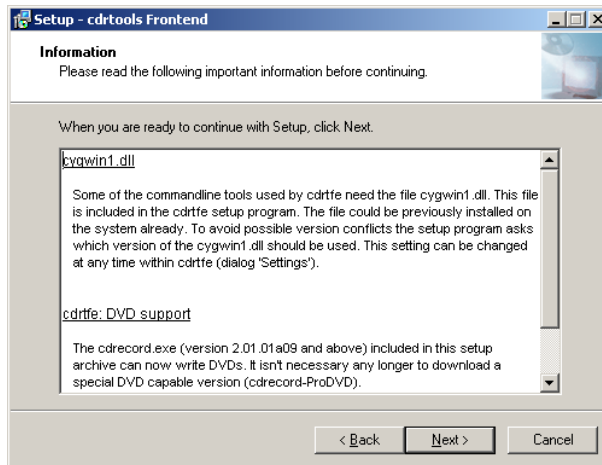 Setup - cdrtools Frontend
Information
Please read the following important information before continuing.
When you are ready to continue with Setup, click Next.
cygwin1.dll
Some of the commandline tools used by cdrtfe need the file cygwin1.dll. This file
is included in the cdrtfe setup program. The file could be previously installed on
the system already. To avoid possible version conflicts the setup program asks
which version of the cygwin1.dll should be used. This setting can be changed
at any time within cdrtfe (dialog 'Settings').
cdrtfe: DVD support
The cdrecord.exe (version 2.01.01a09 and above) included in this setup
archive can now write DVDs. It isn't necessary any longer to download a
special DVD capable version (cdrecord-ProDVD).
< Back
Next >
Cancel